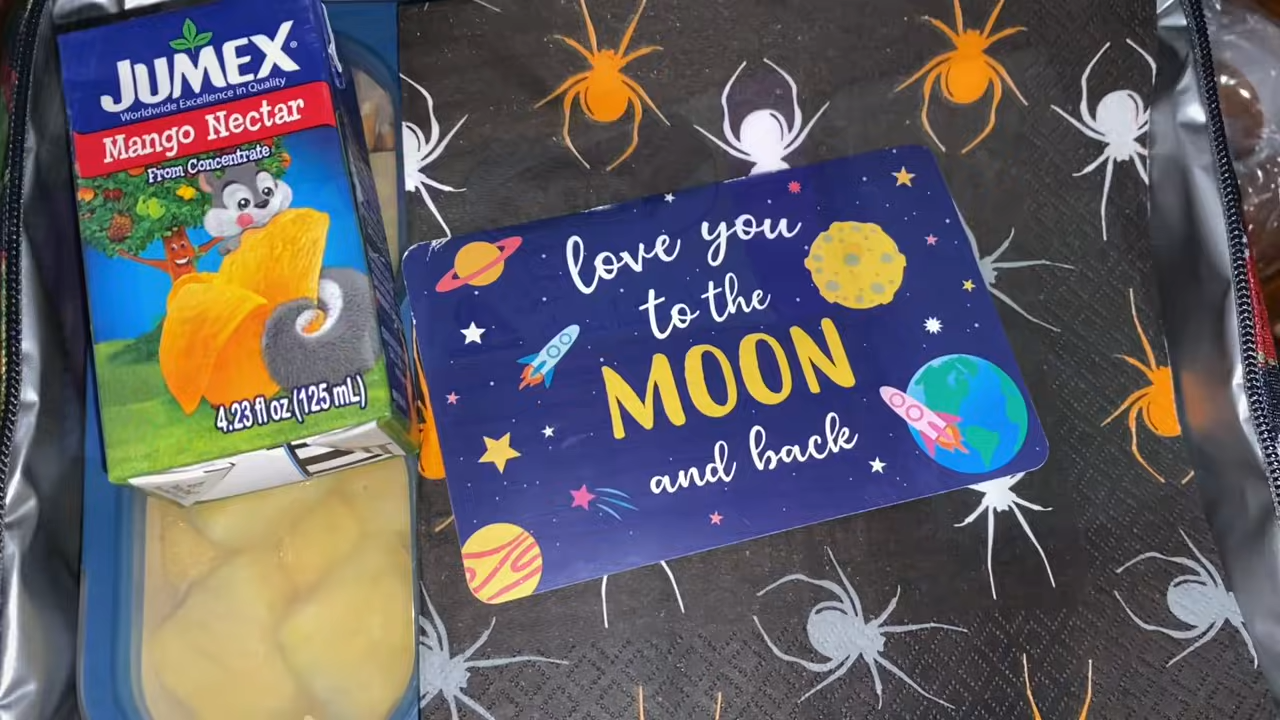 JUMEX®
Worldwide Excellence in Quality
Mango Nectar
From Concentrate
4.23 fl oz (125 mL)
love you
to the
MOON
and back